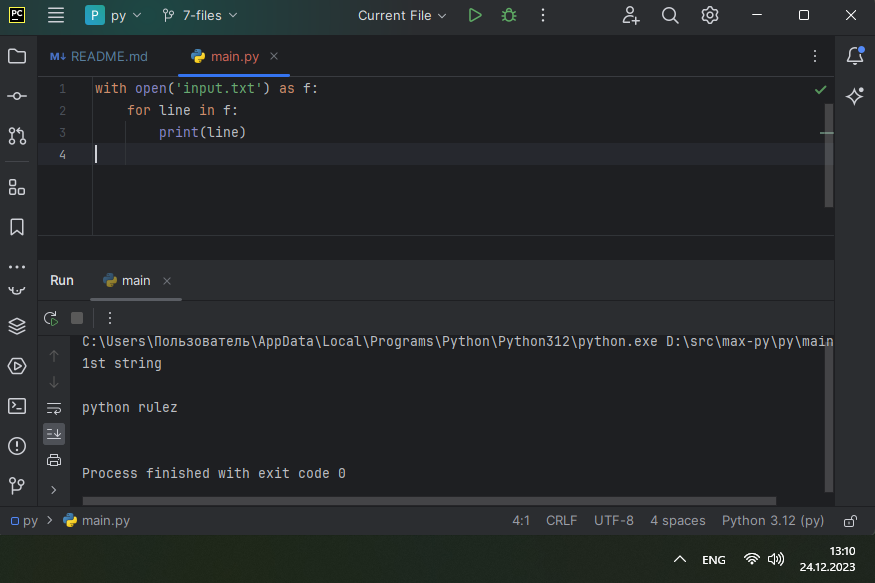 PC
P py 7-files Current File
M↓ README.md main.py
1 with open('input.txt') as f:
2 for line in f:
3 print(line)
4
Run main
C:\Users\Пользователь\AppData\Local\Programs\Python\Python312\python.exe D:\src\max-py\py\main
1st string
python rulez
Process finished with exit code 0
py main.py 4:1 CRLF UTF-8 4 spaces Python 3.12 (py)
ENG 13:10
24.12.2023